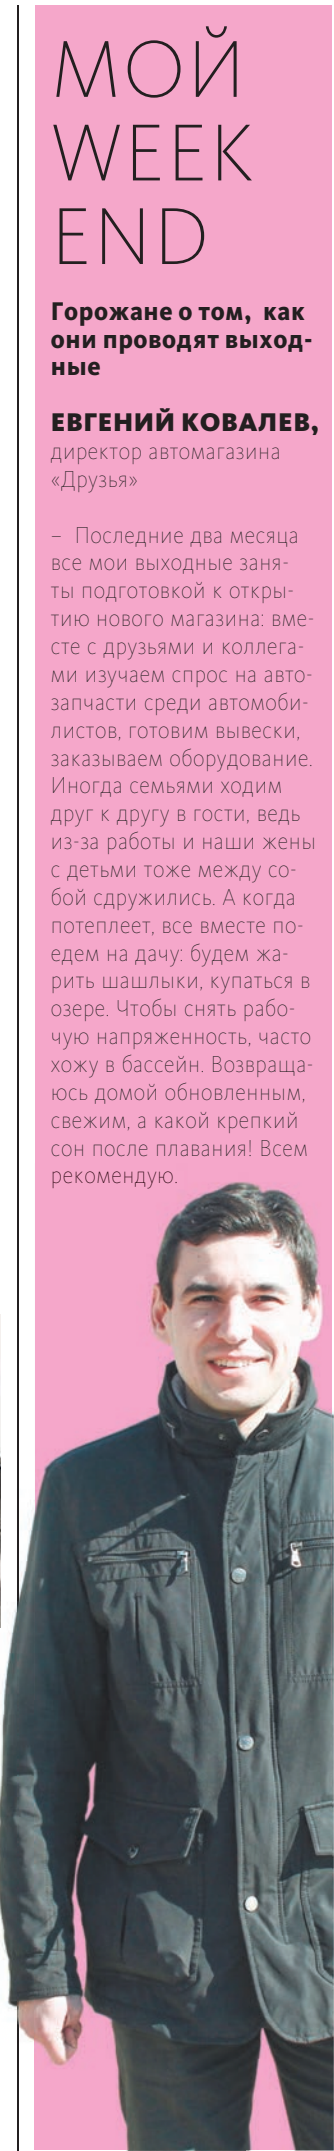 МОЙ
WEEK
END
Горожане о том, как
они проводят выход-
ные
ЕВГЕНИЙ КОВАЛЕВ,
директор автомагазина
«Друзья»
– Последние два месяца
все мои выходные заня-
ты подготовкой к откры-
тию нового магазина: вме-
сте с друзьями и коллега-
ми изучаем спрос на авто-
запчасти среди автомоби-
листов, готовим вывески,
заказываем оборудование.
Иногда семьями ходим
друг к другу в гости, ведь
из-за работы и наши жены
с детьми тоже между со-
бой сдружились. А когда
потеплеет, все вместе по-
едем на дачу: будем жа-
рить шашлыки, купаться в
озере. Чтобы снять рабо-
чую напряженность, часто
хожу в бассейн. Возвраща-
юсь домой обновленным,
свежим, а какой крепкий
сон после плавания! Всем
рекомендую.